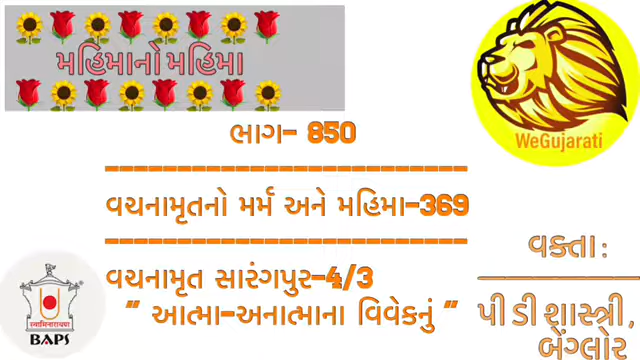 મહિમાનો મહિમા
WeGujarati
ભાગ- 850
વચનામૃતનો મર્મ અને મહિમા-369
વચનામૃત સારંગપુર-4/3
" આત્મા-અનાત્માના વિવેકનું "
વક્તા:
પી ડી શાસ્ત્રી,
બેંગ્લોર
स्वामिनारायण
BAPS